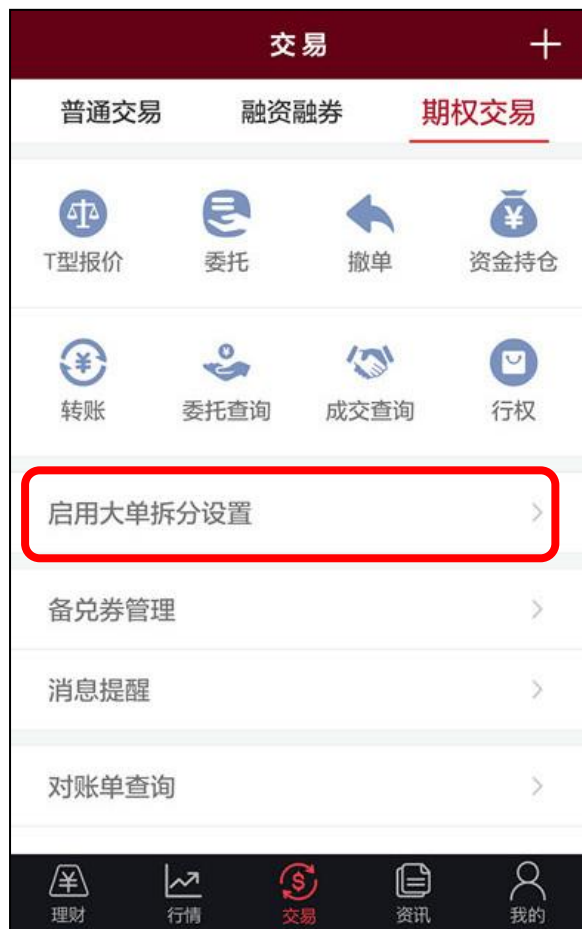 交易
普通交易 融资融券 期权交易
T型报价 委托 撤单 资金持仓
转账 委托查询 成交查询 行权
启用大单拆分设置
备兑券管理
消息提醒
对账单查询
理财 行情 交易 资讯 我的